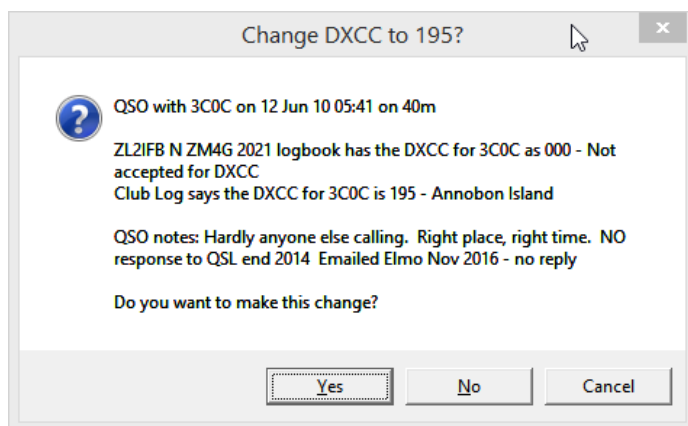 Change DXCC to 195?
x
QSO with 3C0C on 12 Jun 10 05:41 on 40m
ZL2IFB N ZM4G 2021 logbook has the DXCC for 3C0C as 000 - Not
accepted for DXCC
Club Log says the DXCC for 3C0C is 195 - Annobon Island
QSO notes: Hardly anyone else calling.  Right place, right time.  NO
response to QSL end 2014  Emailed Elmo Nov 2016 - no reply
Do you want to make this change?
Yes No Cancel